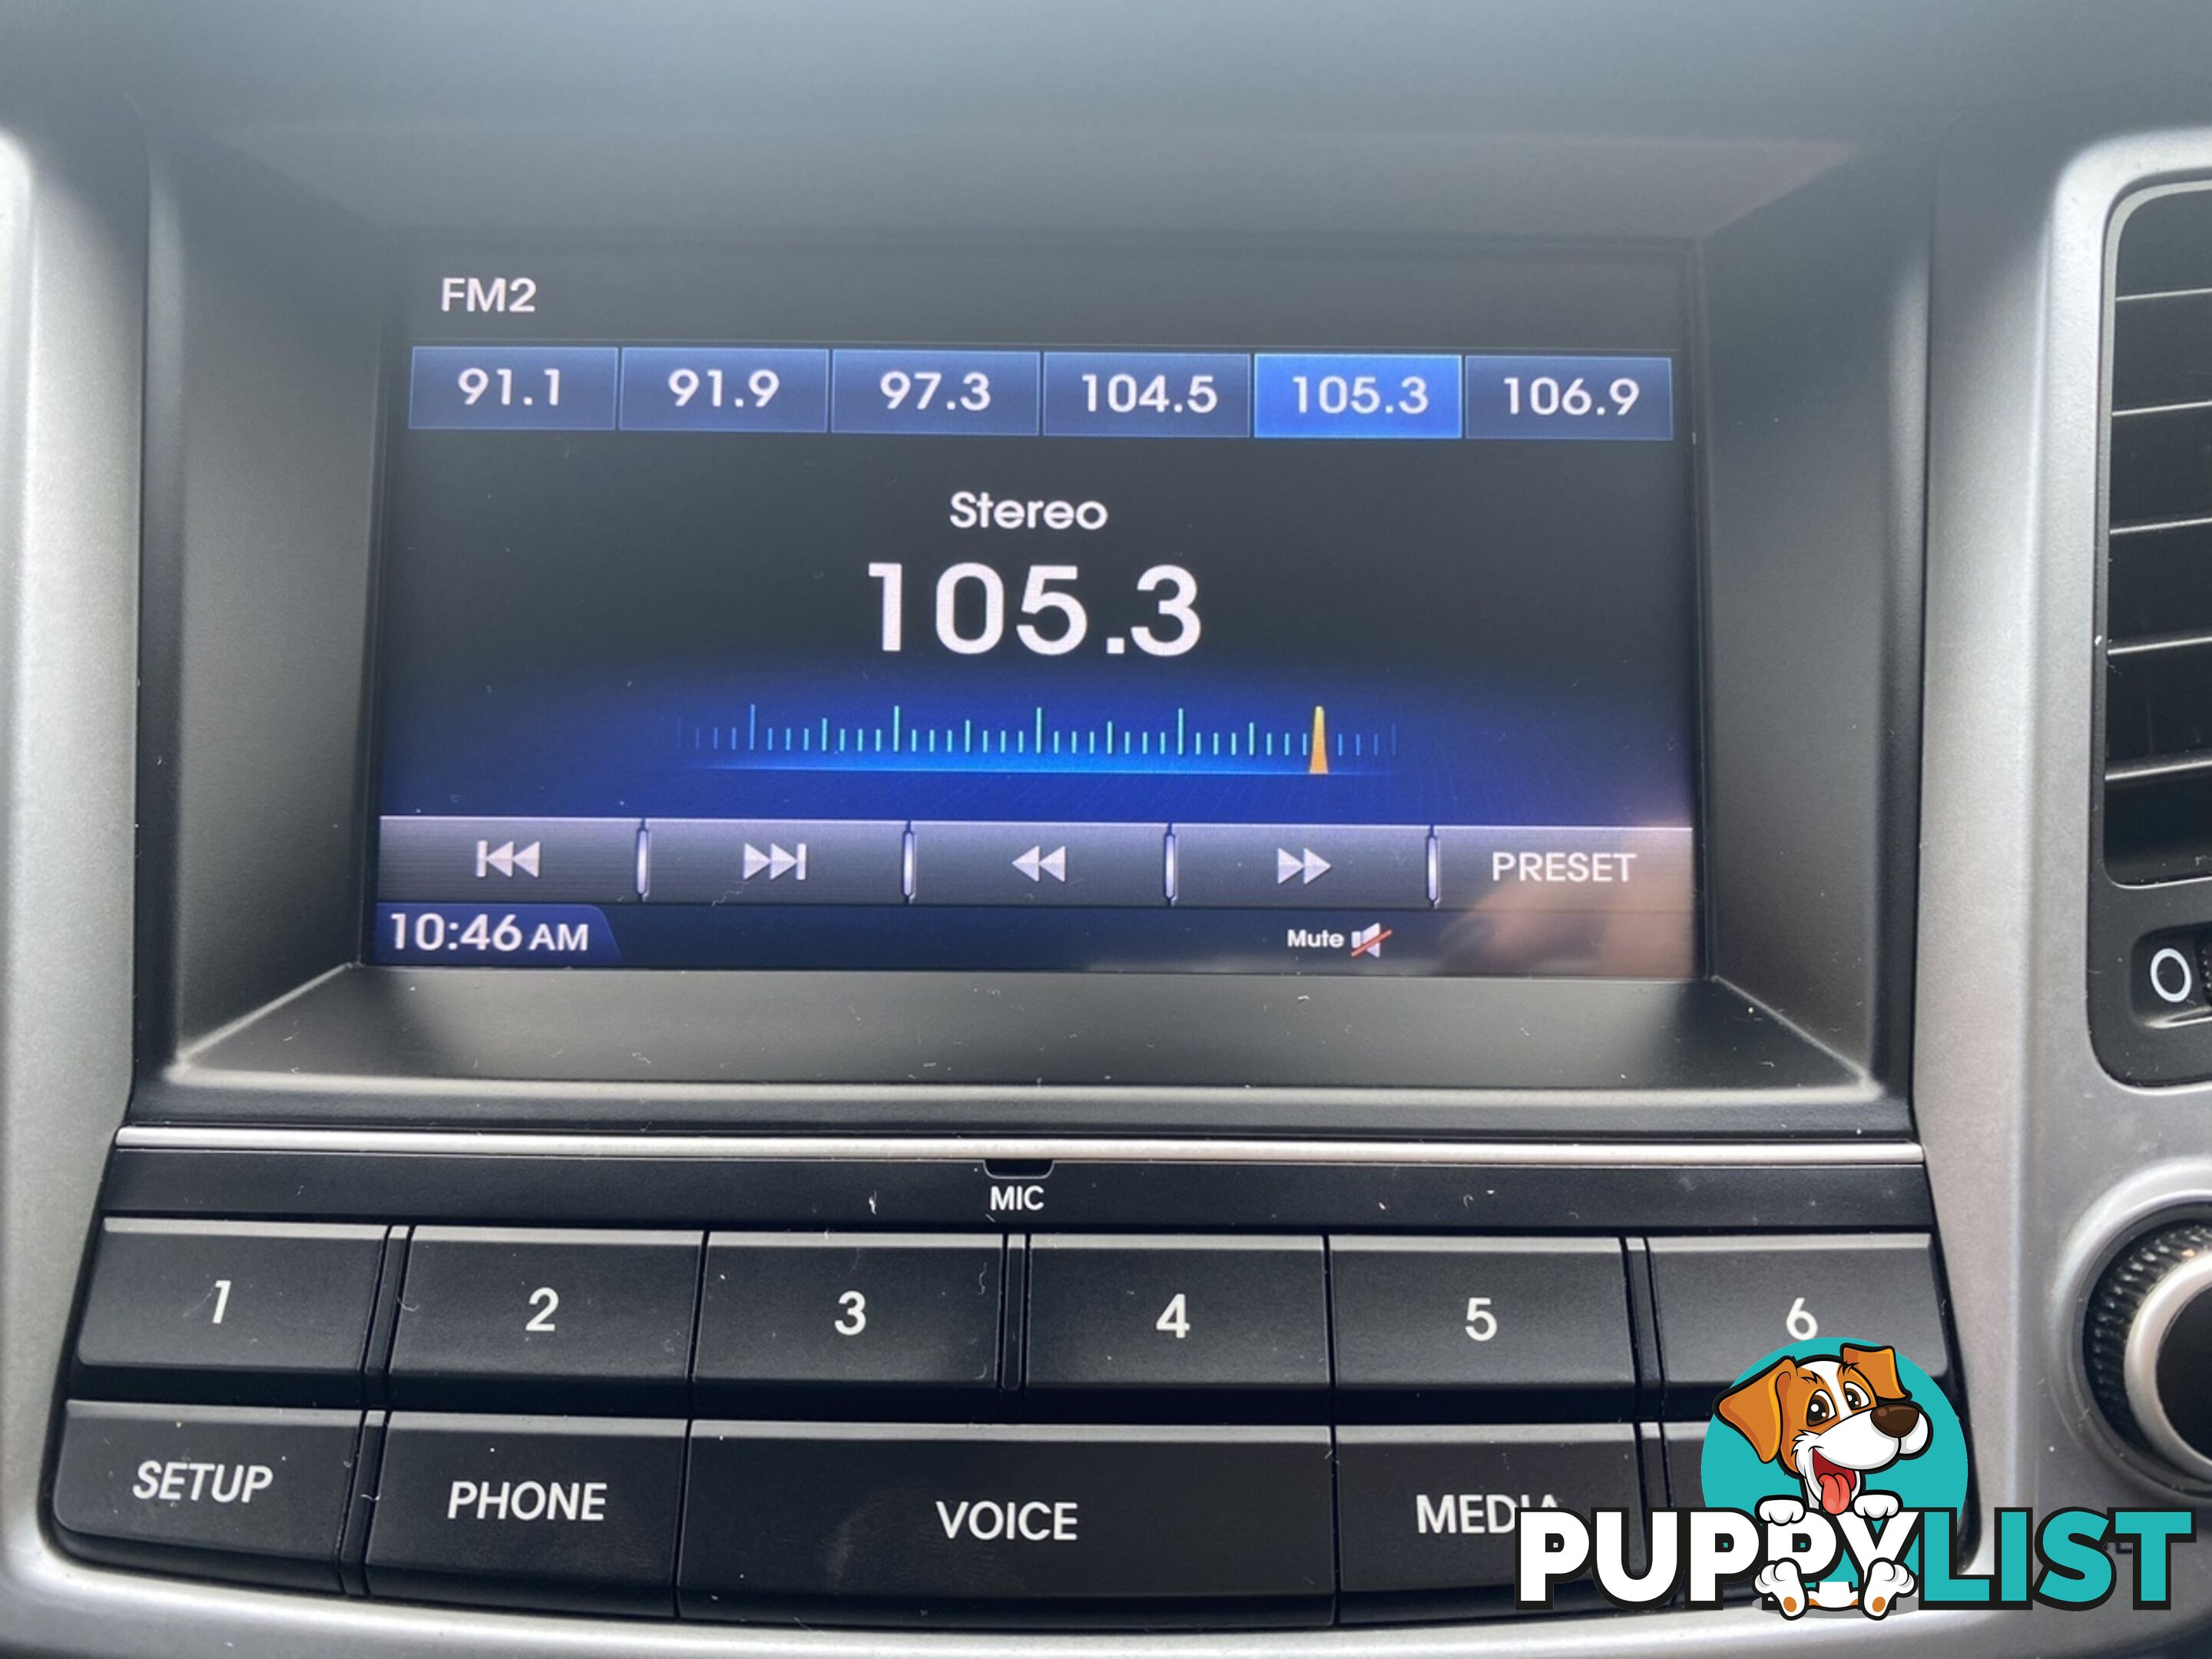 FM2
91.1 91.9 97.3 104.5 105.3 106.9
Stereo
105.3
PRESET
10:46 AM Mute
MIC
1 2 3 4 5 6
SETUP PHONE VOICE MEDIA
PUPPYLIST